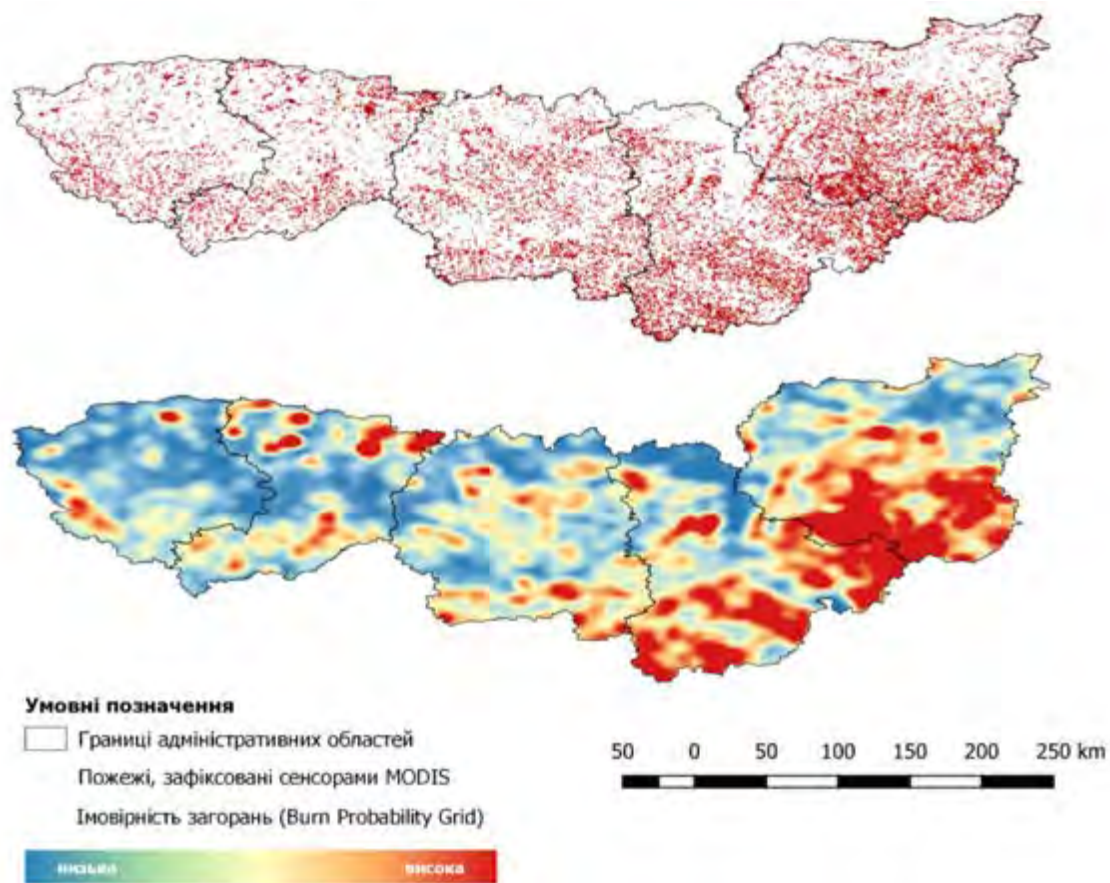 Умовні позначення
Границі адміністративних областей
Пожежі, зафіксовані сенсорами MODIS
Імовірність загорань (Burn Probability Grid)
низька висока
50 0 50 100 150 200 250 km